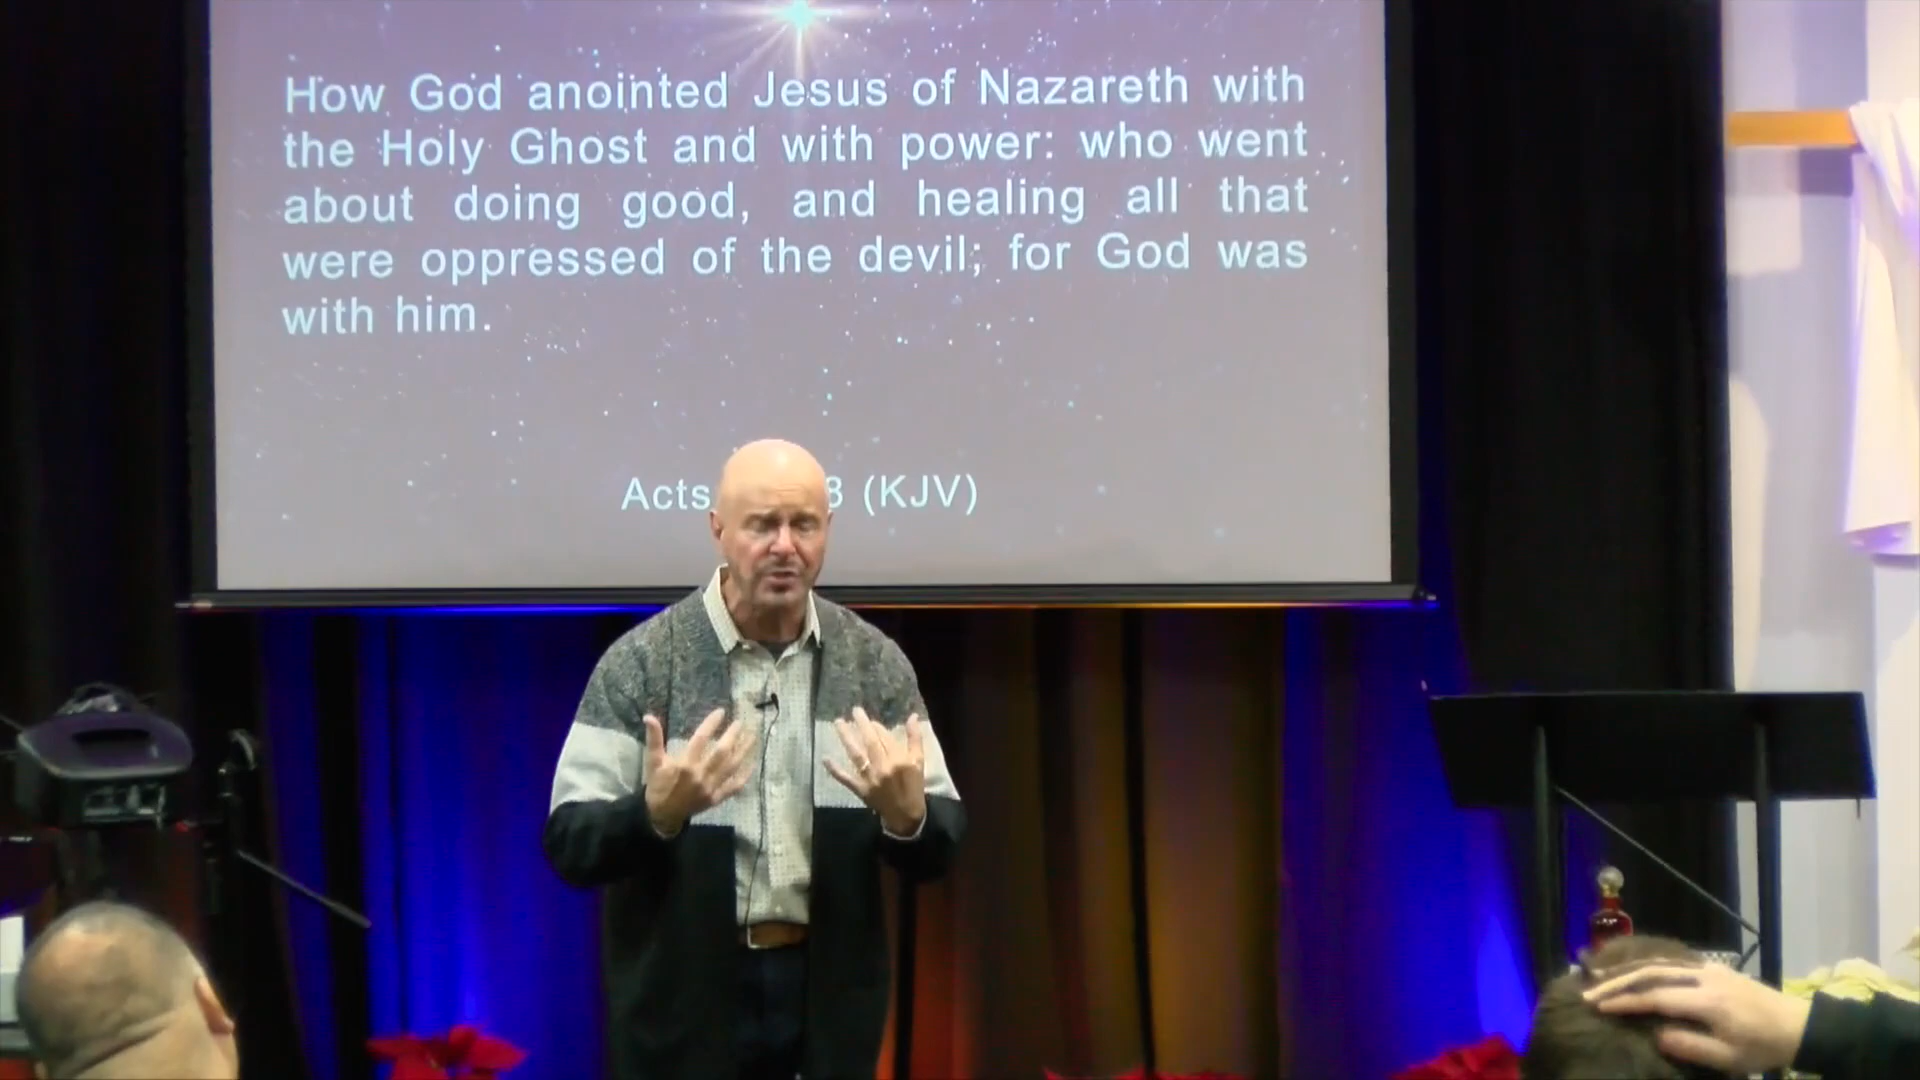 How God anointed Jesus of Nazareth with
the Holy Ghost and with power: who went
about doing good, and healing all that
were oppressed of the devil; for God was
with him.
Acts 8 (KJV)